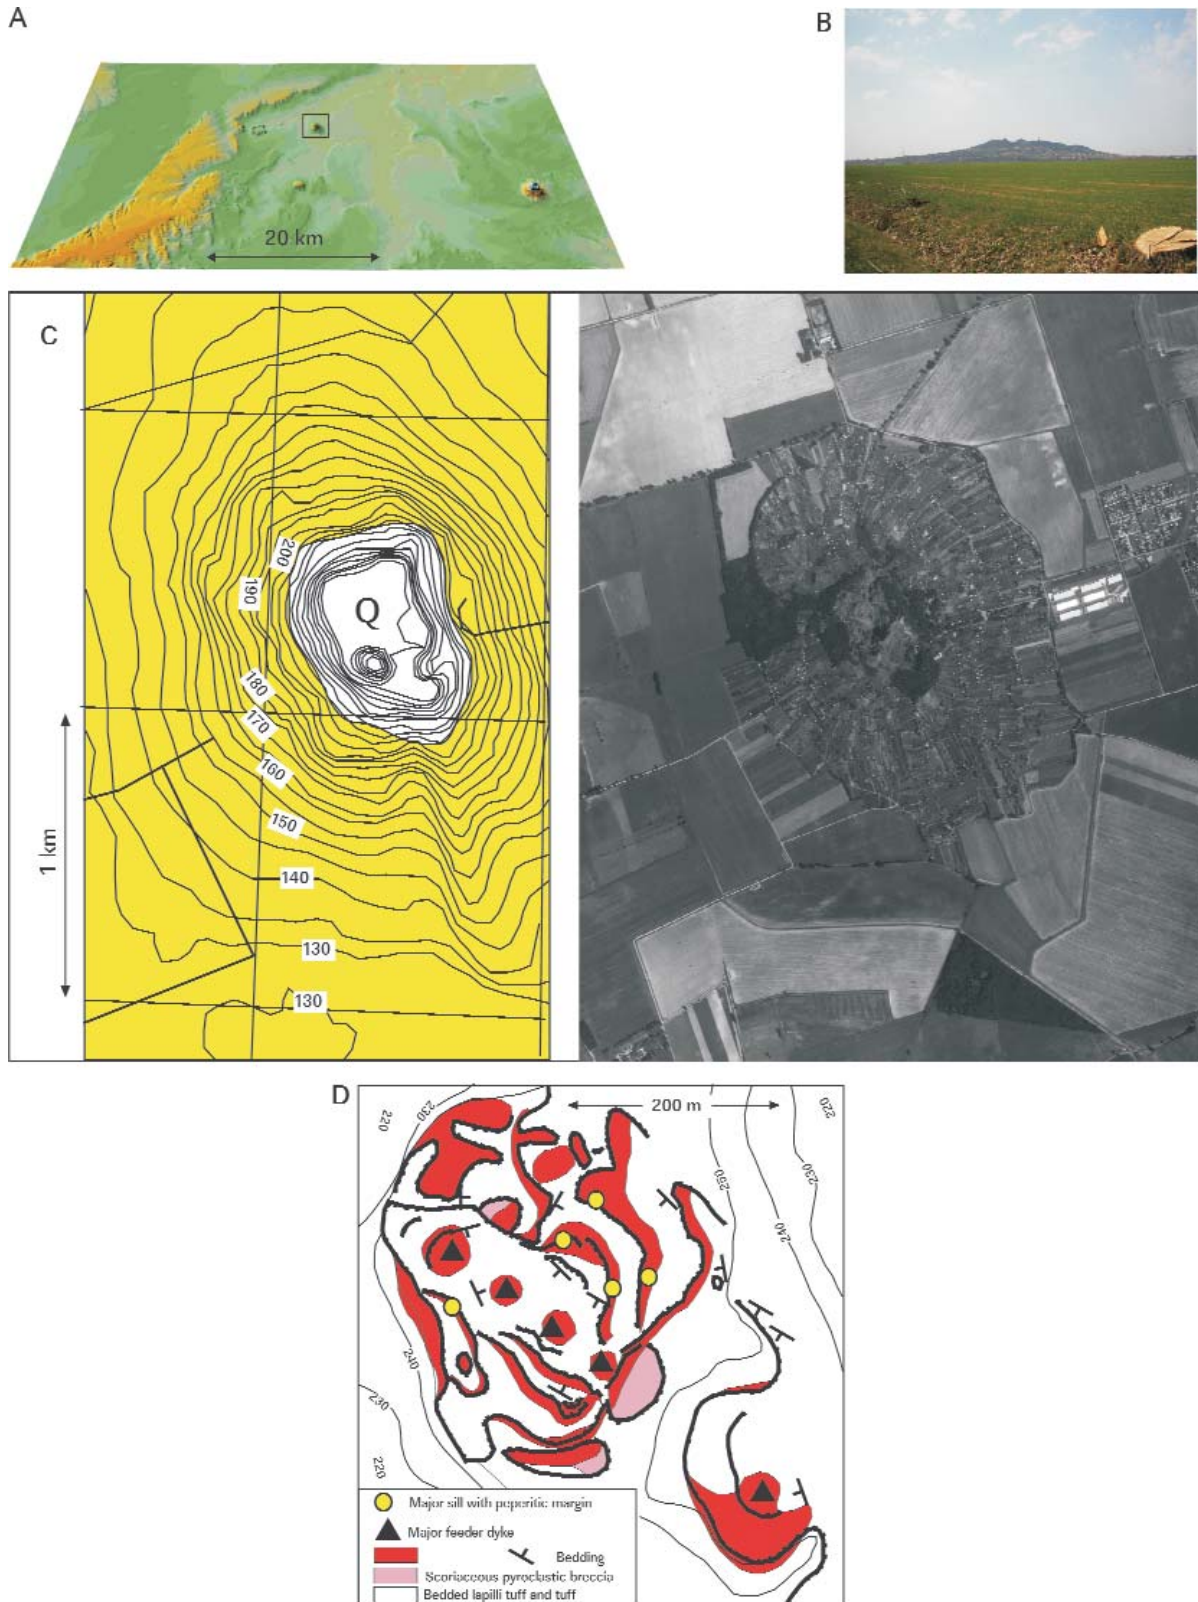 A
B
20 km
C
200
190
Q
180
170
160
150
140
130
130
1 km
D
200 m
220
230
220
230
250
240
240
230
220
Major sill with peperitic margin
Major feeder dyke
Bedding
Scoriaceous pyroclastic breccia
Bedded lapilli tuff and tuff